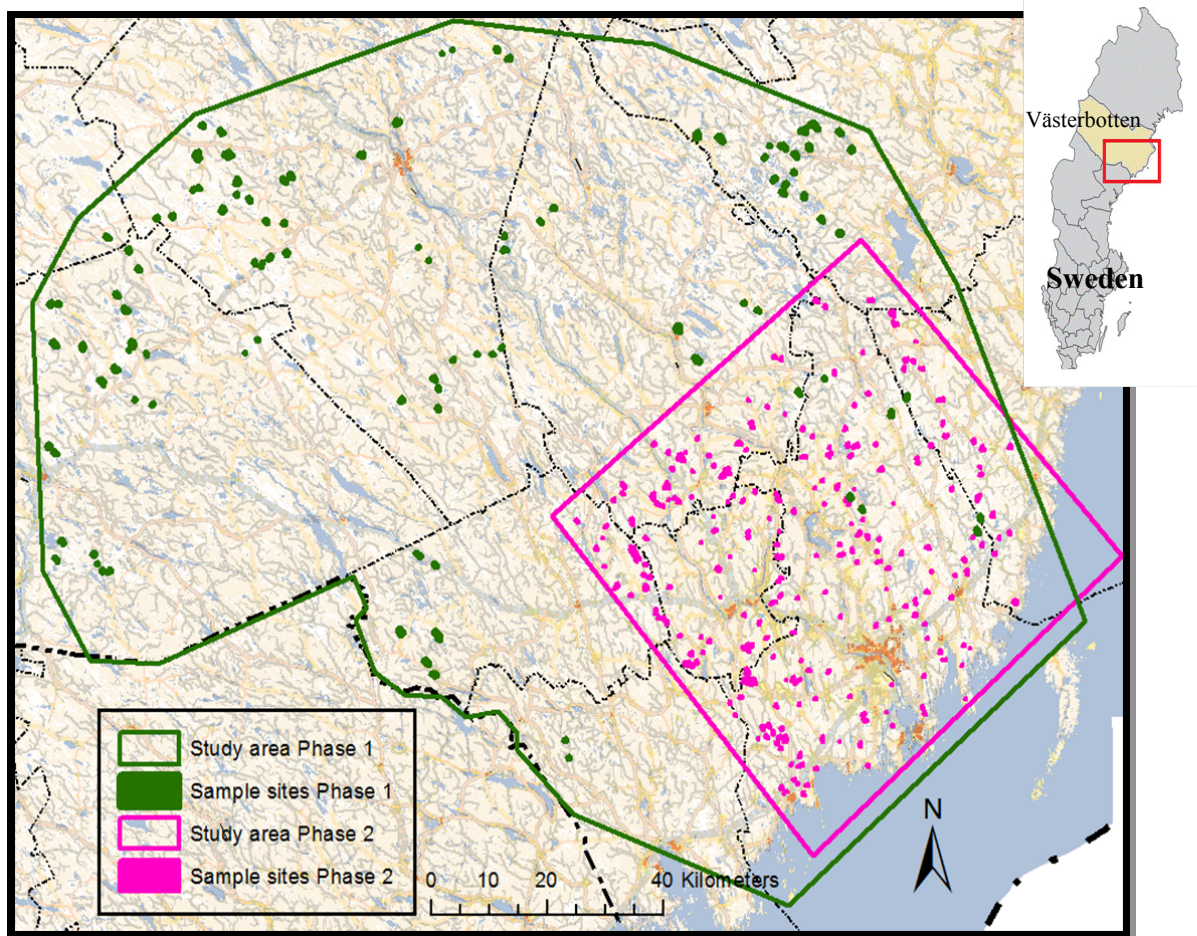 Västerbotten
Sweden
Study area Phase 1
Sample sites Phase 1
Study area Phase 2
Sample sites Phase 2
N
0 10 20 40 Kilometers